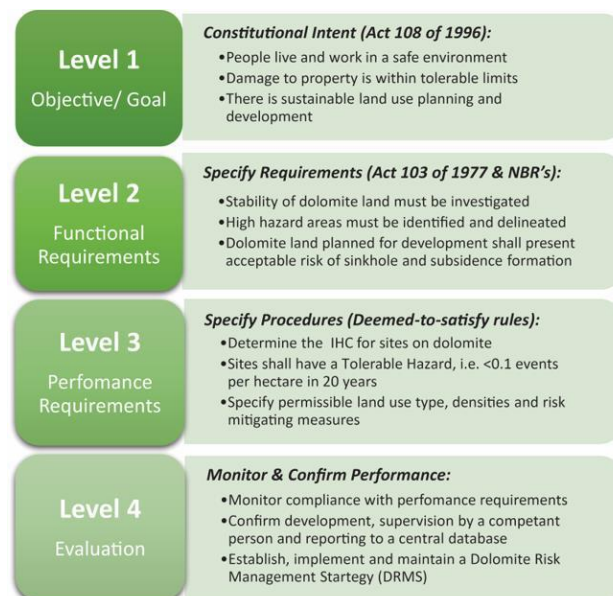 Level 1
Objective/ Goal
Constitutional Intent (Act 108 of 1996):
•People live and work in a safe environment
•Damage to property is within tolerable limits
•There is sustainable land use planning and
development
Level 2
Functional
Requirements
Specify Requirements (Act 103 of 1977 & NBR's):
•Stability of dolomite land must be investigated
•High hazard areas must be identified and delineated
•Dolomite land planned for development shall present
acceptable risk of sinkhole and subsidence formation
Level 3
Perfomance
Requirements
Specify Procedures (Deemed-to-satisfy rules):
•Determine the IHC for sites on dolomite
•Sites shall have a Tolerable Hazard, i.e. <0.1 events
per hectare in 20 years
•Specify permissible land use type, densities and risk
mitigating measures
Level 4
Evaluation
Monitor & Confirm Performance:
•Monitor compliance with perfomance requirements
•Confirm development, supervision by a competant
person and reporting to a central database
•Establish, implement and maintain a Dolomite Risk
Management Startegy (DRMS)